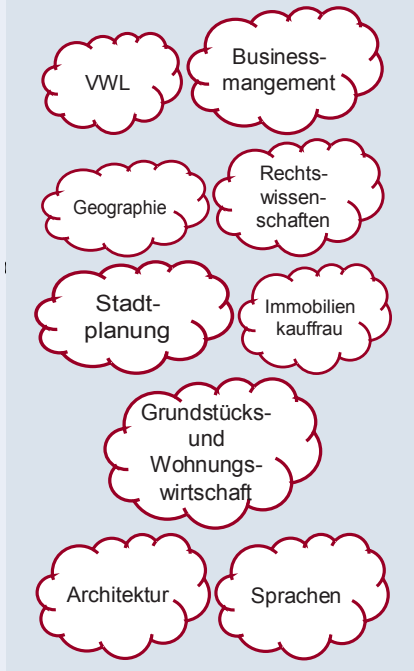 VWL
Business-
mangement
Geographie
Rechts-
wissen-
schaften
Stadt-
planung
Immobilien
kauffrau
Grundstücks-
und
Wohnungs-
wirtschaft
Architektur
Sprachen